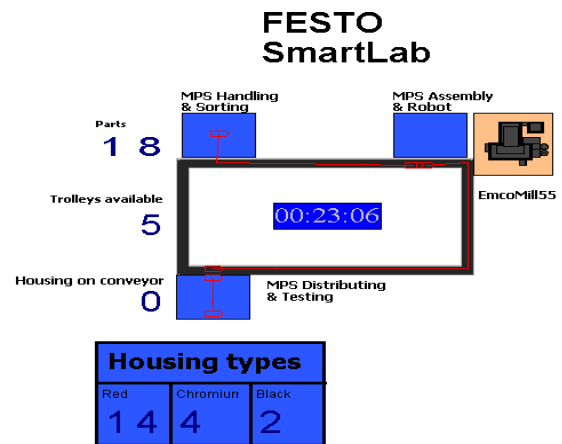 FESTO
SmartLab
MPS Handling
& Sorting
MPS Assembly
& Robot
Parts
1 8
EmcoMill55
Trolleys available
5
00:23:06
Housing on conveyor
0
MPS Distributing
& Testing
Housing types
Red Chromiun Black
1 4 4 2